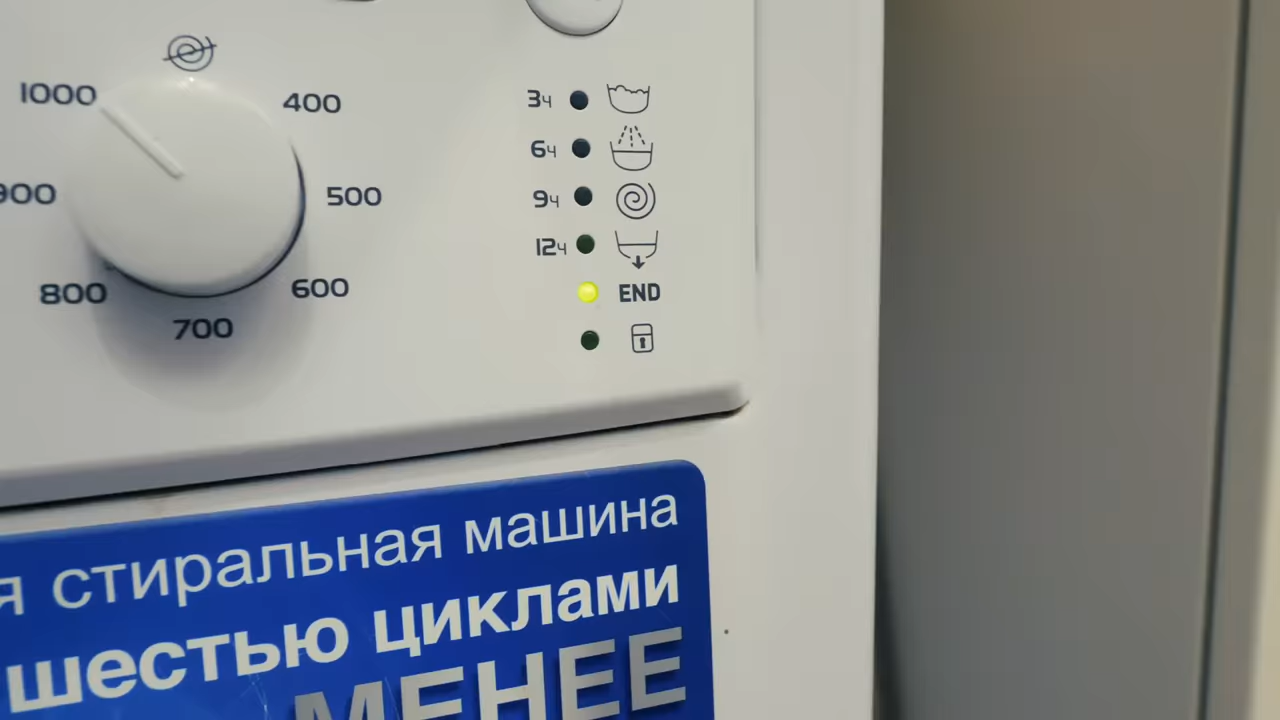 1000
400
900
500
800
600
700
3ч
6ч
9ч
12ч
END
я стиральная машина
шестью циклами
МЕНЕЕ